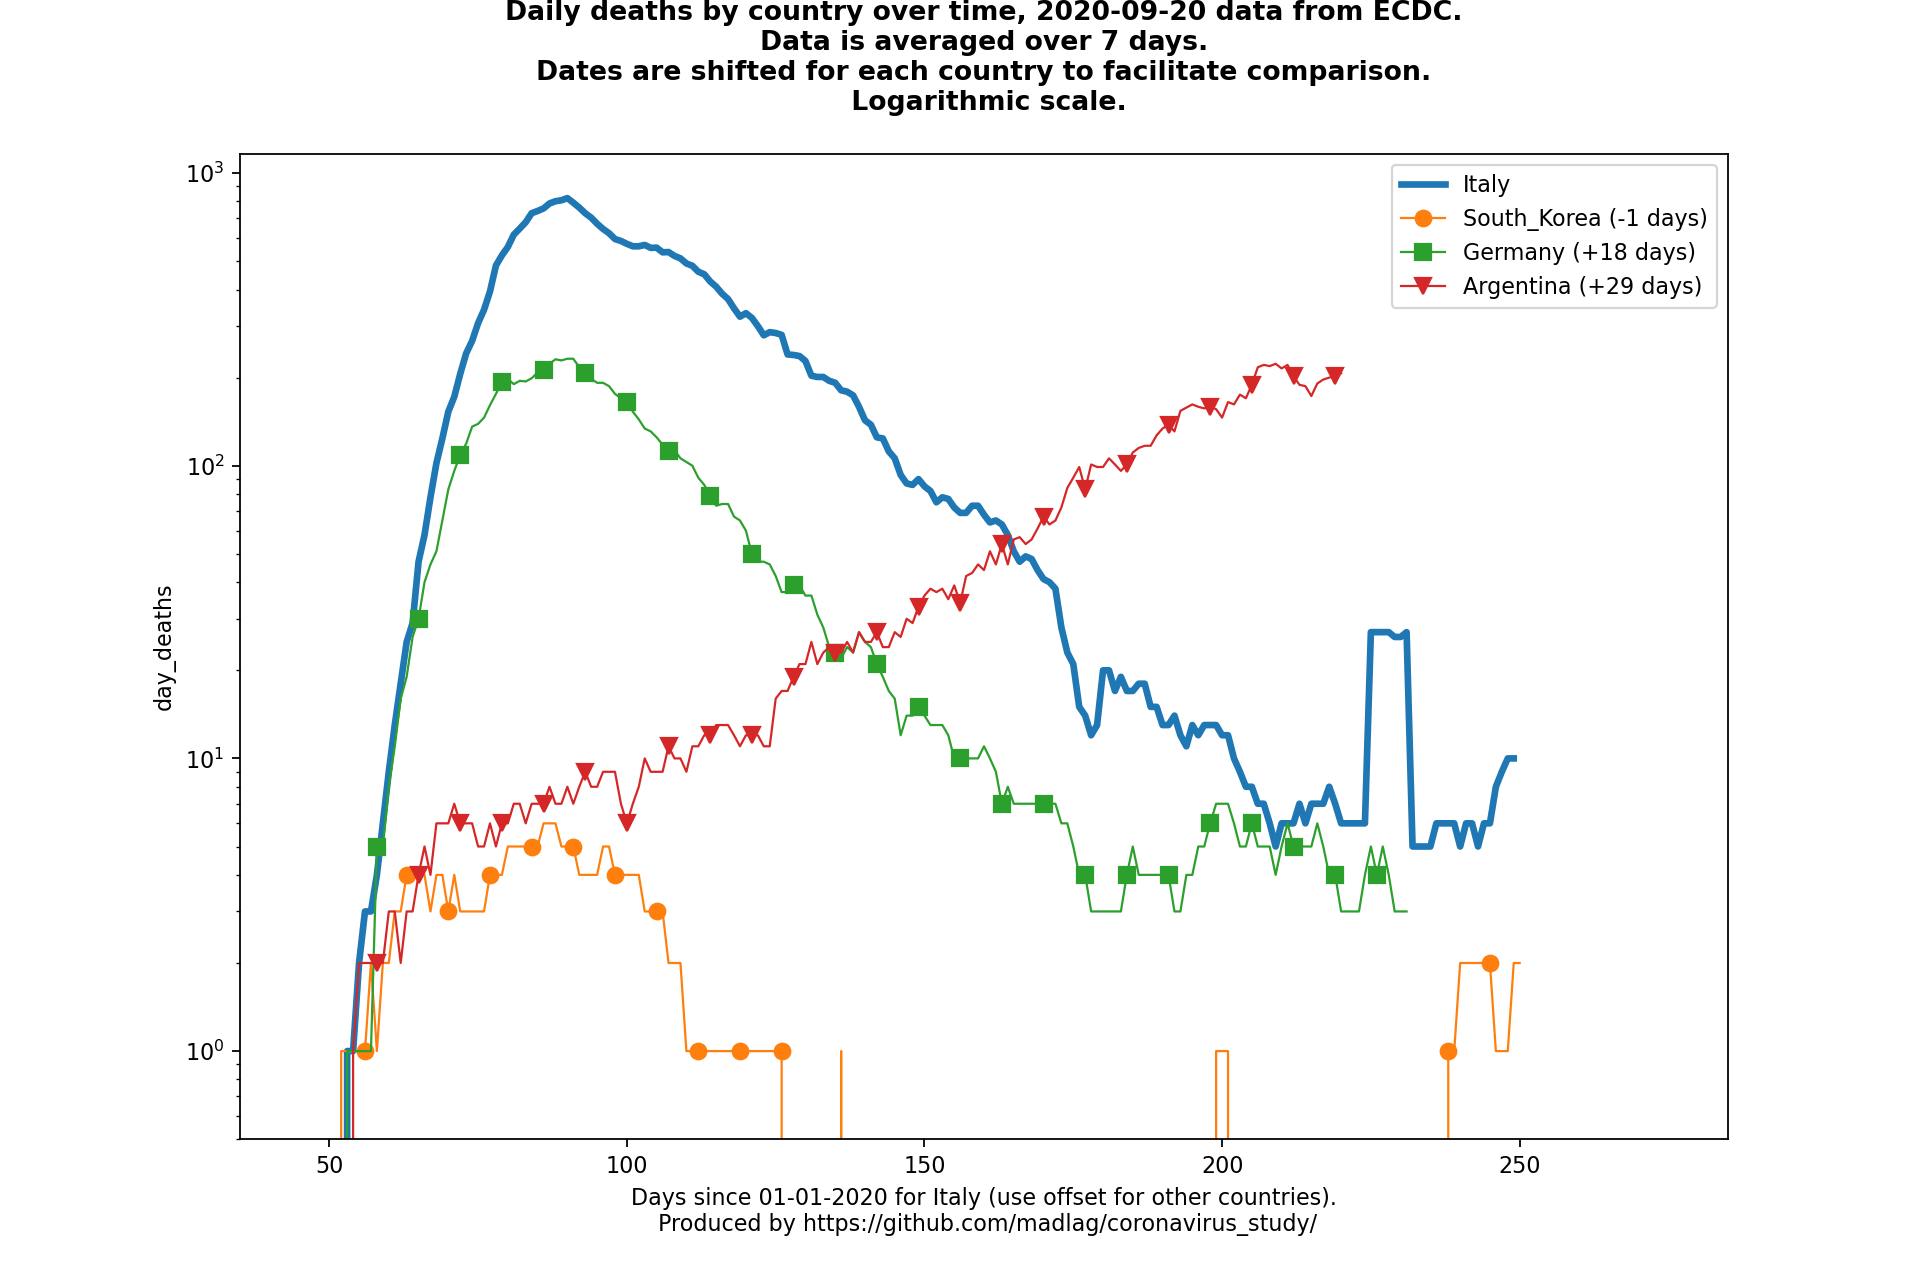 Daily deaths by country over time, 2020-09-20 data from ECDC.
Data is averaged over 7 days.
Dates are shifted for each country to facilitate comparison.
Logarithmic scale.
10³
10²
10¹
10⁰
day_deaths
Italy
South_Korea (-1 days)
Germany (+18 days)
Argentina (+29 days)
50 100 150 200 250
Days since 01-01-2020 for Italy (use offset for other countries).
Produced by https://github.com/madlag/coronavirus_study/